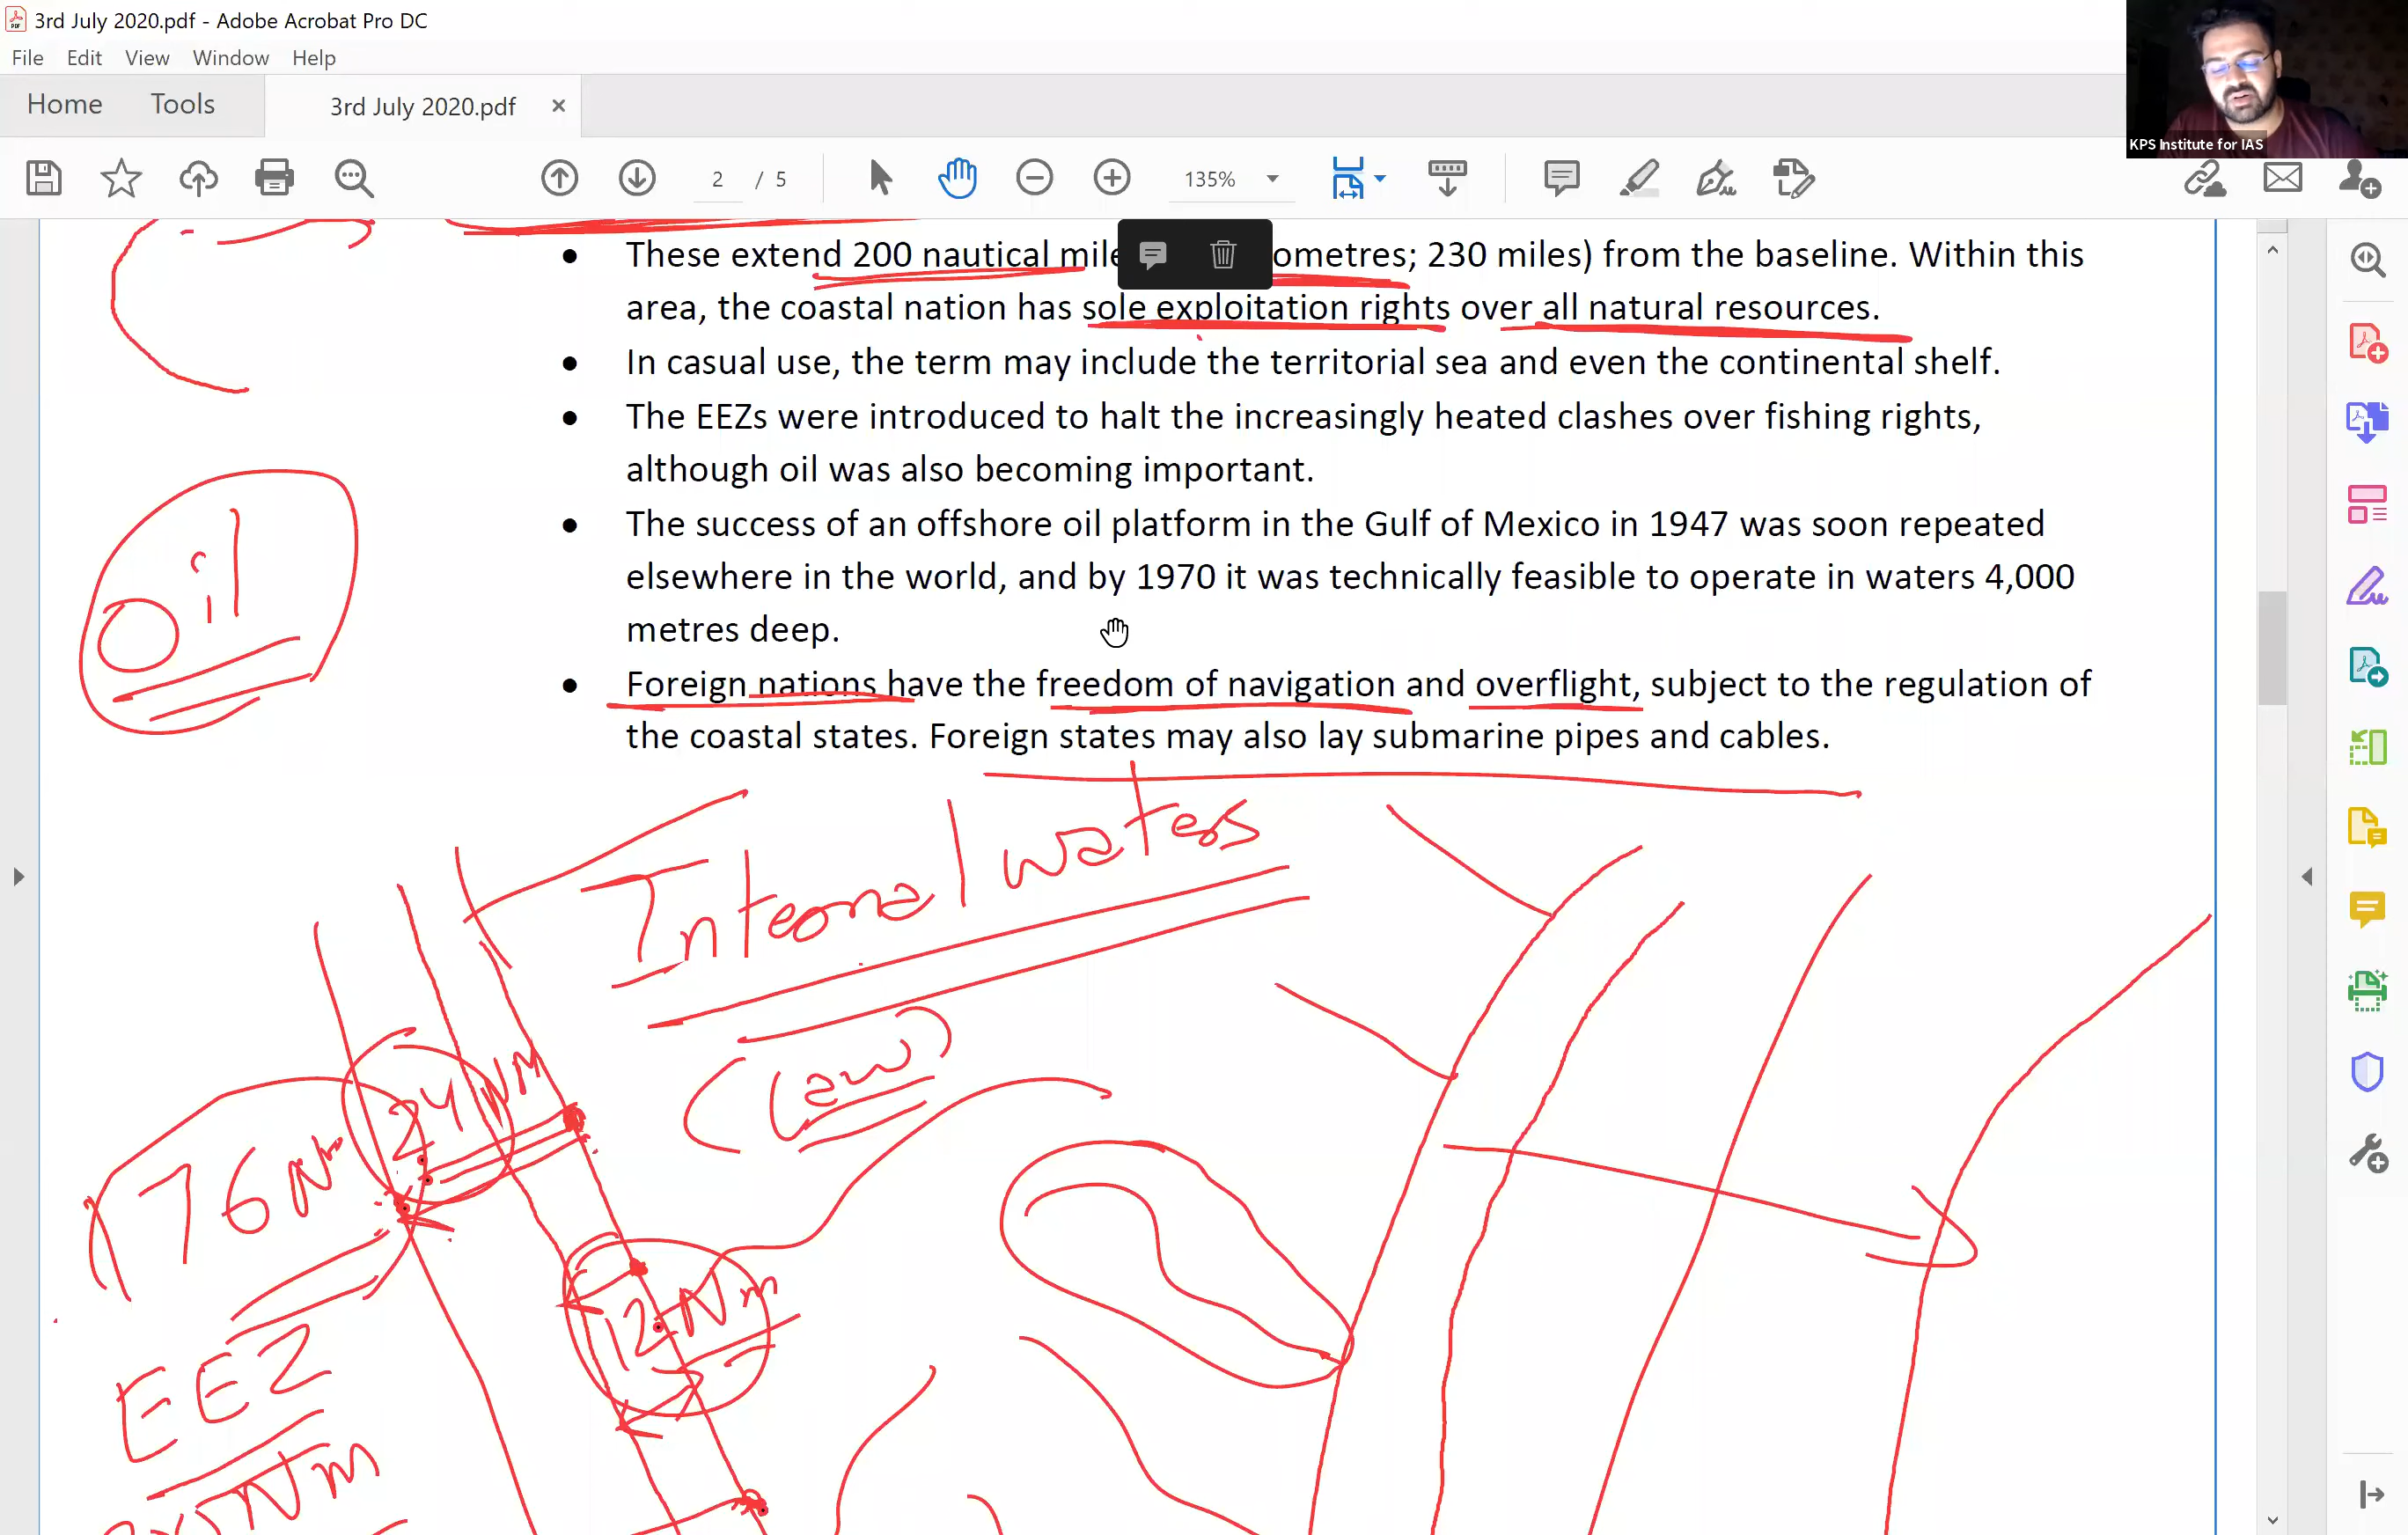 3rd July 2020.pdf - Adobe Acrobat Pro DC
File Edit View Window Help
Home Tools 3rd July 2020.pdf
2 / 5 135%
KPS Institute for IAS
• These extend 200 nautical mile ometres; 230 miles) from the baseline. Within this
area, the coastal nation has sole exploitation rights over all natural resources.
• In casual use, the term may include the territorial sea and even the continental shelf.
• The EEZs were introduced to halt the increasingly heated clashes over fishing rights,
although oil was also becoming important.
• The success of an offshore oil platform in the Gulf of Mexico in 1947 was soon repeated
elsewhere in the world, and by 1970 it was technically feasible to operate in waters 4,000
metres deep.
• Foreign nations have the freedom of navigation and overflight, subject to the regulation of
the coastal states. Foreign states may also lay submarine pipes and cables.
Oil
Internal waters
(Law)
24NM
176Nm
12Nm
EEZ